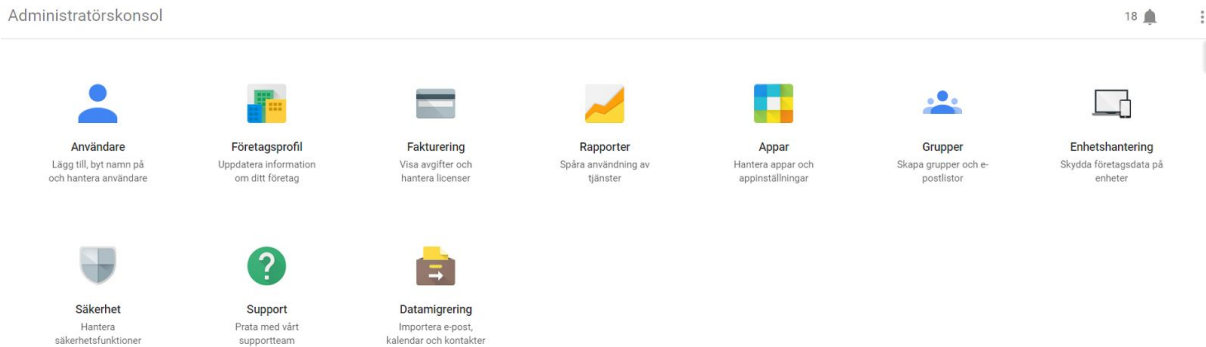 Administratörskonsol
18
Användare
Lägg till, byt namn på
och hantera användare
Företagsprofil
Uppdatera information
om ditt företag
Fakturering
Visa avgifter och
hantera licenser
Rapporter
Spåra användning av
tjänster
Appar
Hantera appar och
appinställningar
Grupper
Skapa grupper och e-
postlistor
Enhetshantering
Skydda företagsdata på
enheter
Säkerhet
Hantera
säkerhetsfunktioner
Support
Prata med vårt
supportteam
Datamigrering
Importera e-post,
kalendar och kontakter